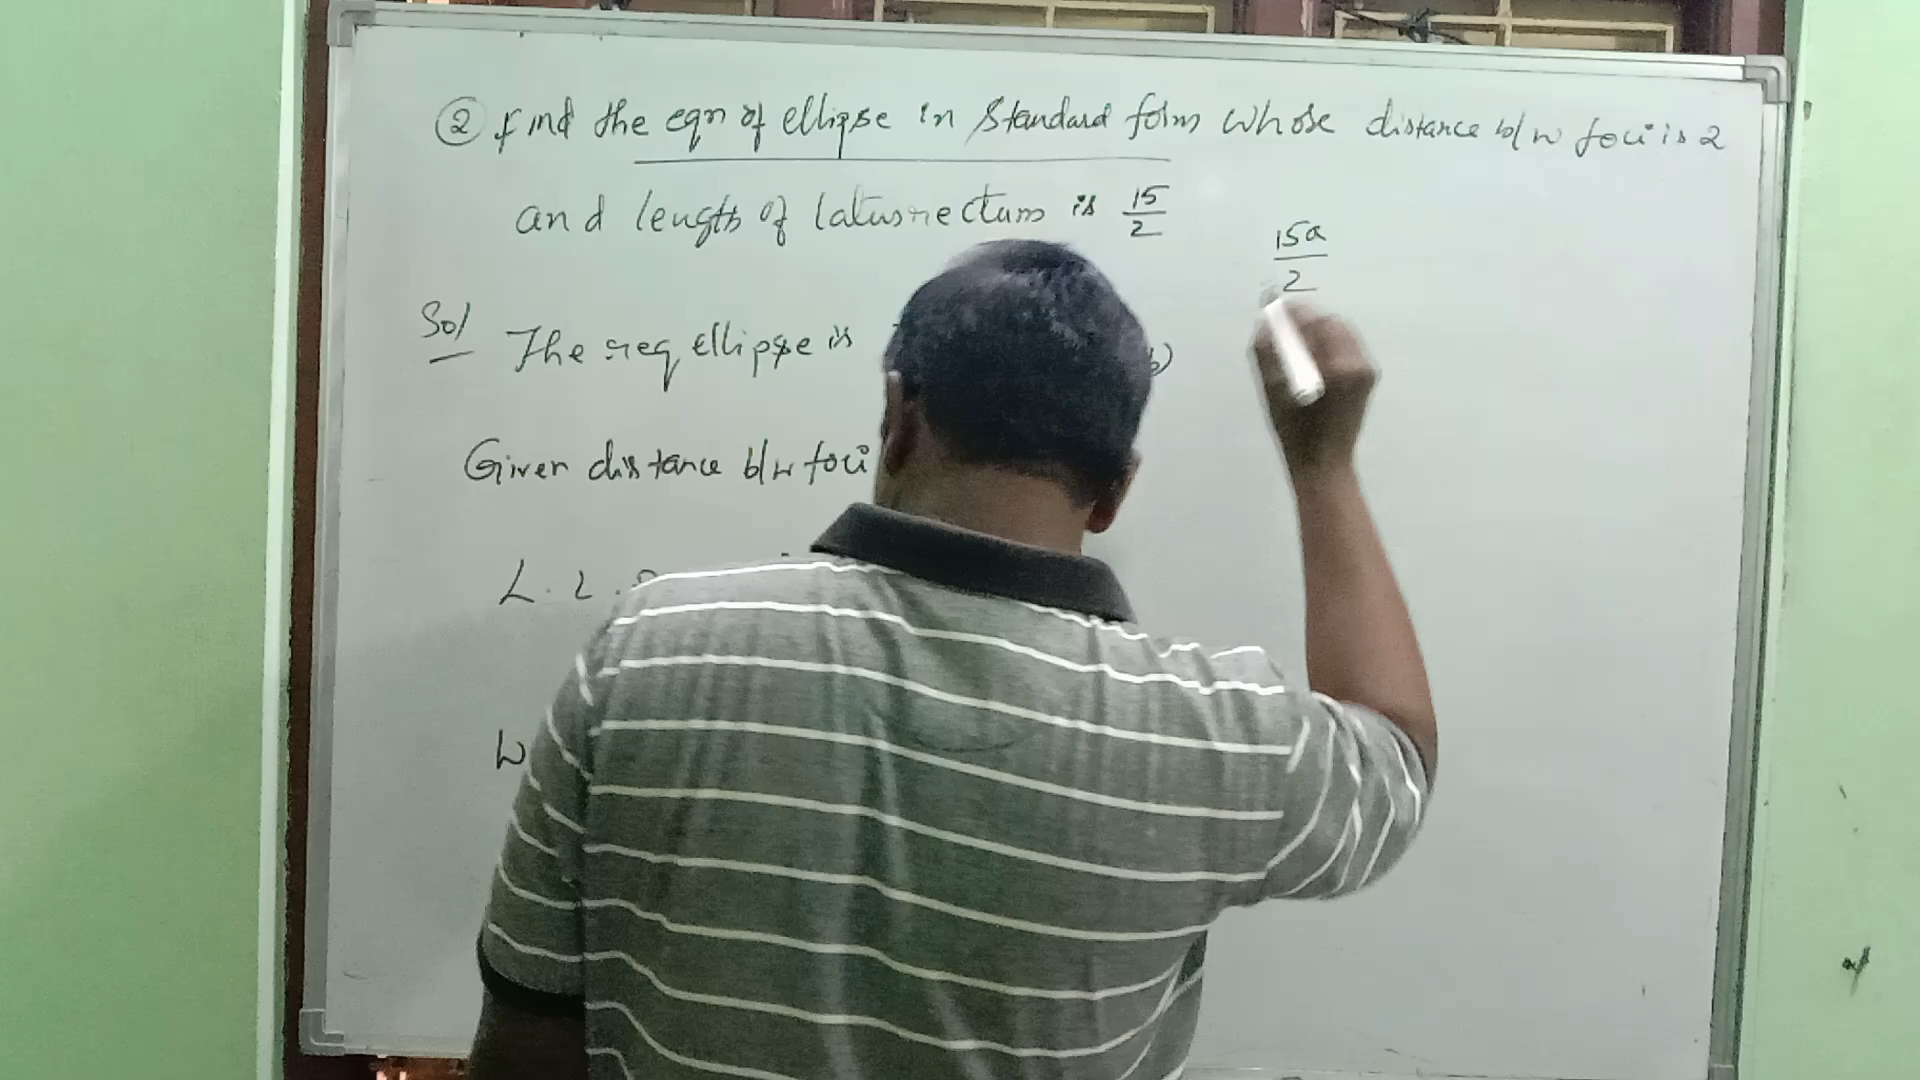 ② Find the eqn of ellipse in Standard form whose distance b/w foci is 2
and length of latusrectum is 15/2
15a/2
Sol The req ellipse is b)
Given distance b/w foci
L. L.
W